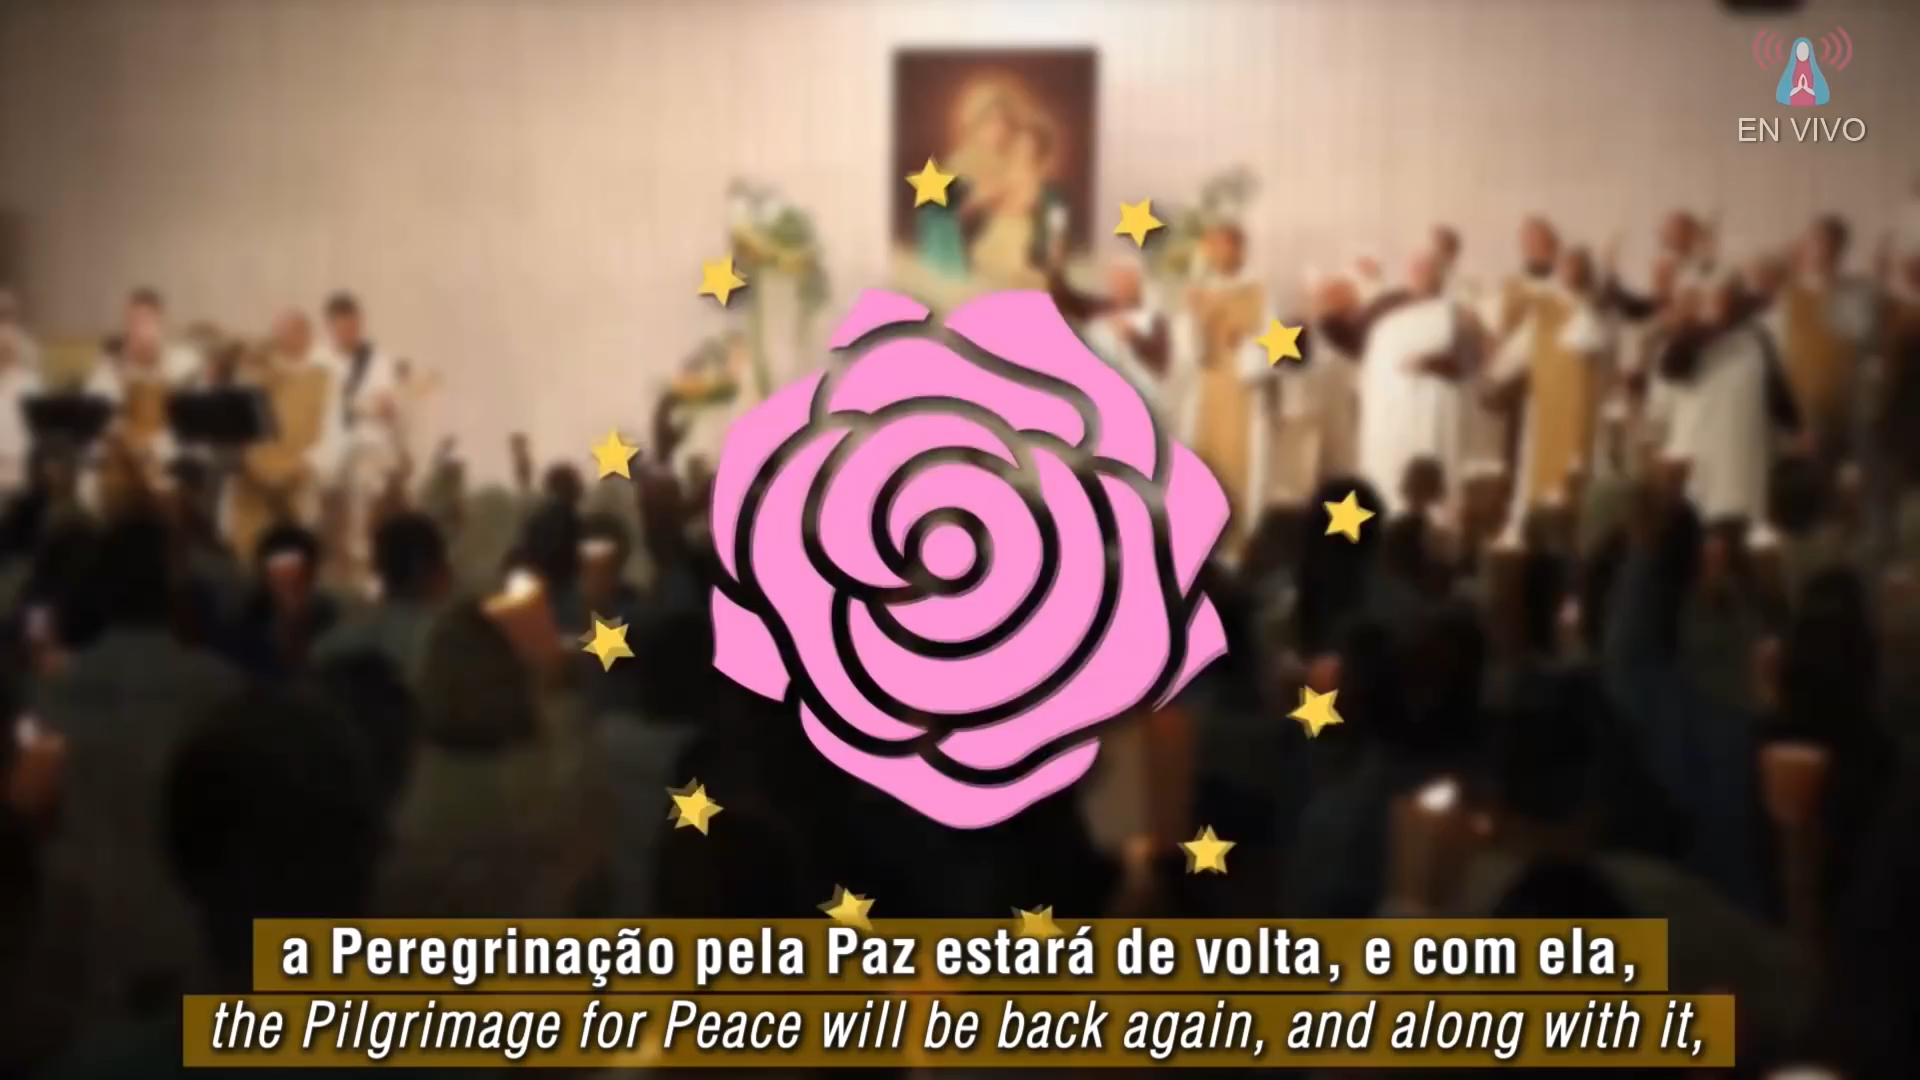 EN VIVO
a Peregrinação pela Paz estará de volta, e com ela,
the Pilgrimage for Peace will be back again, and along with it,